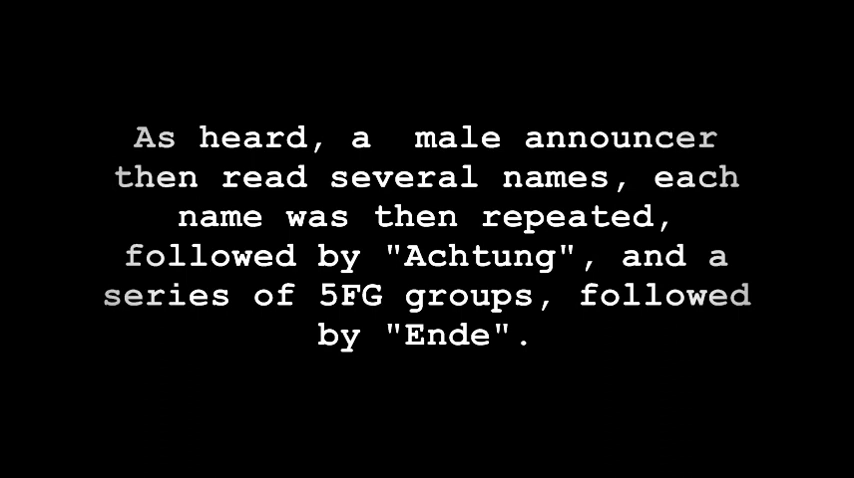 As heard, a  male announcer
then read several names, each
name was then repeated,
followed by "Achtung", and a
series of 5FG groups, followed
by "Ende".